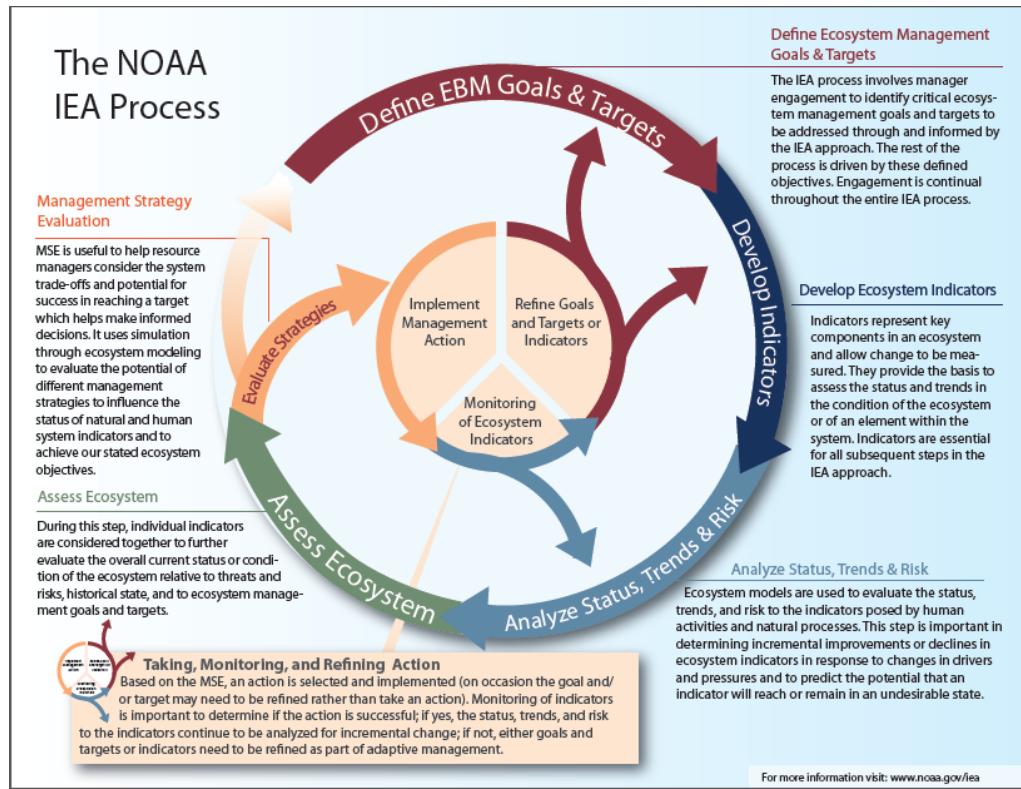 The NOAA
IEA Process
Define EBM Goals & Targets
Develop Indicators
Analyze Status, Trends & Risk
Assess Ecosystem
Evaluate Strategies
Implement
Management
Action
Refine Goals
and Targets or
Indicators
Monitoring
of Ecosystem
Indicators
Define Ecosystem Management
Goals & Targets
The IEA process involves manager
engagement to identify critical ecosys-
tem management goals and targets to
be addressed through and informed by
the IEA approach. The rest of the
process is driven by these defined
objectives. Engagement is continual
throughout the entire IEA process.
Develop Ecosystem Indicators
Indicators represent key
components in an ecosystem
and allow change to be mea-
sured. They provide the basis to
assess the status and trends in
the condition of the ecosystem
or of an element within the
system. Indicators are essential
for all subsequent steps in the
IEA approach.
Analyze Status, Trends & Risk
Ecosystem models are used to evaluate the status,
trends, and risk to the indicators posed by human
activities and natural processes. This step is important in
determining incremental improvements or declines in
ecosystem indicators in response to changes in drivers
and pressures and to predict the potential that an
indicator will reach or remain in an undesirable state.
Management Strategy
Evaluation
MSE is useful to help resource
managers consider the system
trade-offs and potential for
success in reaching a target
which helps make informed
decisions. It uses simulation
through ecosystem modeling
to evaluate the potential of
different management
strategies to influence the
status of natural and human
system indicators and to
achieve our stated ecosystem
objectives.
Assess Ecosystem
During this step, individual indicators
are considered together to further
evaluate the overall current status or condi-
tion of the ecosystem relative to threats and
risks, historical state, and to ecosystem manage-
ment goals and targets.
Taking, Monitoring, and Refining Action
Based on the MSE, an action is selected and implemented (on occasion the goal and/
or target may need to be refined rather than take an action). Monitoring of indicators
is important to determine if the action is successful; if yes, the status, trends, and risk
to the indicators continue to be analyzed for incremental change; if not, either goals and
targets or indicators need to be refined as part of adaptive management.
For more information visit: www.noaa.gov/iea